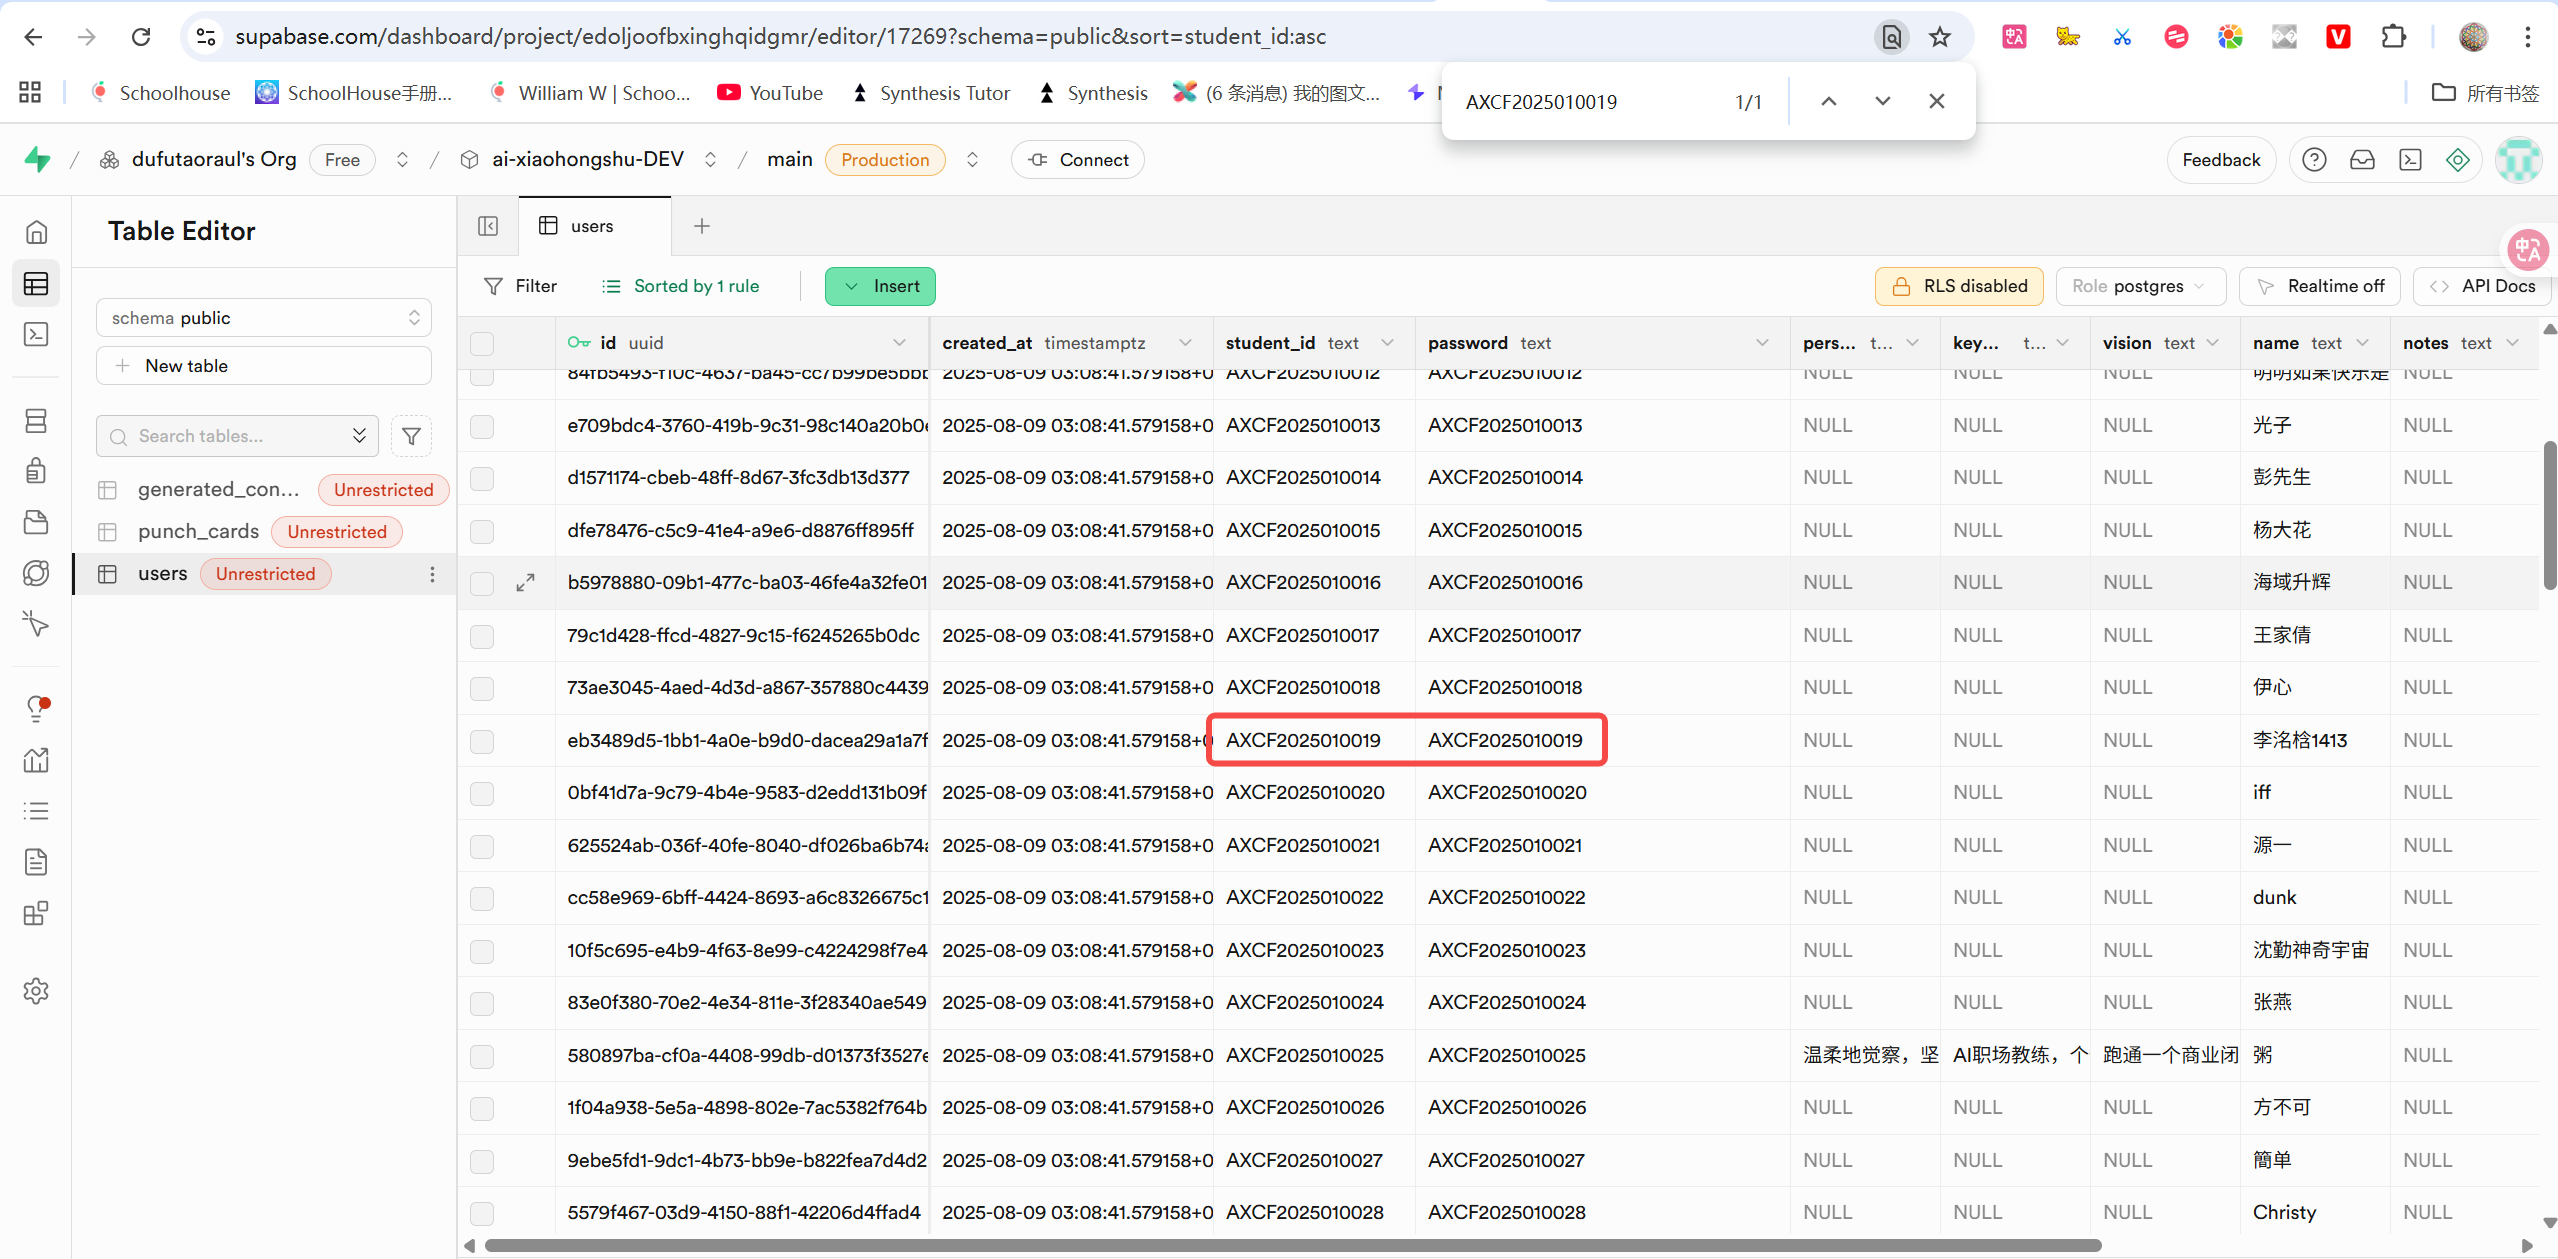 supabase.com/dashboard/project/edoljoofbxinghqidgmr/editor/17269?schema=public&sort=student_id:asc
Schoolhouse
SchoolHouse手册...
William W | Schoo...
YouTube
Synthesis Tutor
Synthesis
(6 条消息) 我的图文...
所有书签
AXCF2025010019 1/1
dufutaoraul's Org Free / ai-xiaohongshu-DEV / main Production Connect
Feedback
Table Editor
users
Filter Sorted by 1 rule Insert RLS disabled Role postgres Realtime off API Docs
schema public
New table
Search tables...
generated_con... Unrestricted
punch_cards Unrestricted
users Unrestricted
id uuid created_at timestamptz student_id text password text pers... t... key... t... vision text name text notes text
84fb5493-f10c-4637-ba45-cc7b99be5bbb 2025-08-09 03:08:41.579158+0 AXCF2025010012 AXCF2025010012 NULL NULL NULL 明明如果快乐是 NULL
e709bdc4-3760-419b-9c31-98c140a20b0e 2025-08-09 03:08:41.579158+0 AXCF2025010013 AXCF2025010013 NULL NULL NULL 光子 NULL
d1571174-cbeb-48ff-8d67-3fc3db13d377 2025-08-09 03:08:41.579158+0 AXCF2025010014 AXCF2025010014 NULL NULL NULL 彭先生 NULL
dfe78476-c5c9-41e4-a9e6-d8876ff895ff 2025-08-09 03:08:41.579158+0 AXCF2025010015 AXCF2025010015 NULL NULL NULL 杨大花 NULL
b5978880-09b1-477c-ba03-46fe4a32fe01 2025-08-09 03:08:41.579158+0 AXCF2025010016 AXCF2025010016 NULL NULL NULL 海域升辉 NULL
79c1d428-ffcd-4827-9c15-f6245265b0dc 2025-08-09 03:08:41.579158+0 AXCF2025010017 AXCF2025010017 NULL NULL NULL 王家倩 NULL
73ae3045-4aed-4d3d-a867-357880c4439 2025-08-09 03:08:41.579158+0 AXCF2025010018 AXCF2025010018 NULL NULL NULL 伊心 NULL
eb3489d5-1bb1-4a0e-b9d0-dacea29a1a7f 2025-08-09 03:08:41.579158+0 AXCF2025010019 AXCF2025010019 NULL NULL NULL 李洺桧1413 NULL
0bf41d7a-9c79-4b4e-9583-d2edd131b09f 2025-08-09 03:08:41.579158+0 AXCF2025010020 AXCF2025010020 NULL NULL NULL iff NULL
625524ab-036f-40fe-8040-df026ba6b74a 2025-08-09 03:08:41.579158+0 AXCF2025010021 AXCF2025010021 NULL NULL NULL 源一 NULL
cc58e969-6bff-4424-8693-a6c8326675c1 2025-08-09 03:08:41.579158+0 AXCF2025010022 AXCF2025010022 NULL NULL NULL dunk NULL
10f5c695-e4b9-4f63-8e99-c4224298f7e4 2025-08-09 03:08:41.579158+0 AXCF2025010023 AXCF2025010023 NULL NULL NULL 沈勤神奇宇宙 NULL
83e0f380-70e2-4e34-811e-3f28340ae549 2025-08-09 03:08:41.579158+0 AXCF2025010024 AXCF2025010024 NULL NULL NULL 张燕 NULL
580897ba-cf0a-4408-99db-d01373f3527e 2025-08-09 03:08:41.579158+0 AXCF2025010025 AXCF2025010025 温柔地觉察，坚 AI职场教练，个 跑通一个商业闭 粥 NULL
1f04a938-5e5a-4898-802e-7ac5382f764b 2025-08-09 03:08:41.579158+0 AXCF2025010026 AXCF2025010026 NULL NULL NULL 方不可 NULL
9ebe5fd1-9dc1-4b73-bb9e-b822fea7d4d2 2025-08-09 03:08:41.579158+0 AXCF2025010027 AXCF2025010027 NULL NULL NULL 簡单 NULL
5579f467-03d9-4150-88f1-42206d4ffad4 2025-08-09 03:08:41.579158+0 AXCF2025010028 AXCF2025010028 NULL NULL NULL Christy NULL